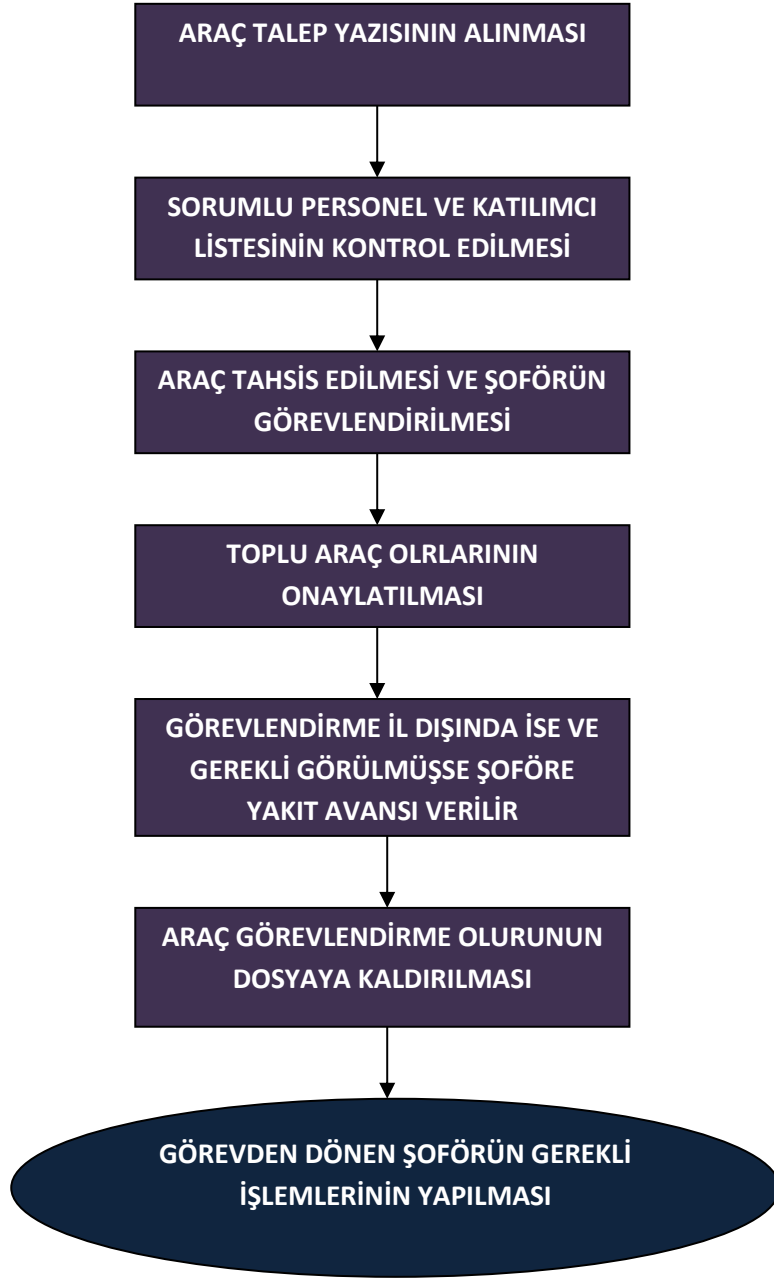 ARAÇ TALEP YAZISININ ALINMASI
SORUMLU PERSONEL VE KATILIMCI
LİSTESİNİN KONTROL EDİLMESİ
ARAÇ TAHSİS EDİLMESİ VE ŞOFÖRÜN
GÖREVLENDİRİLMESİ
TOPLU ARAÇ OLRLARININ
ONAYLATILMASI
GÖREVLENDİRME İL DIŞINDA İSE VE
GEREKLİ GÖRÜLMÜŞSE ŞOFÖRE
YAKIT AVANSI VERİLİR
ARAÇ GÖREVLENDİRME OLURUNUN
DOSYAYA KALDIRILMASI
GÖREVDEN DÖNEN ŞOFÖRÜN GEREKLİ
İŞLEMLERİNİN YAPILMASI